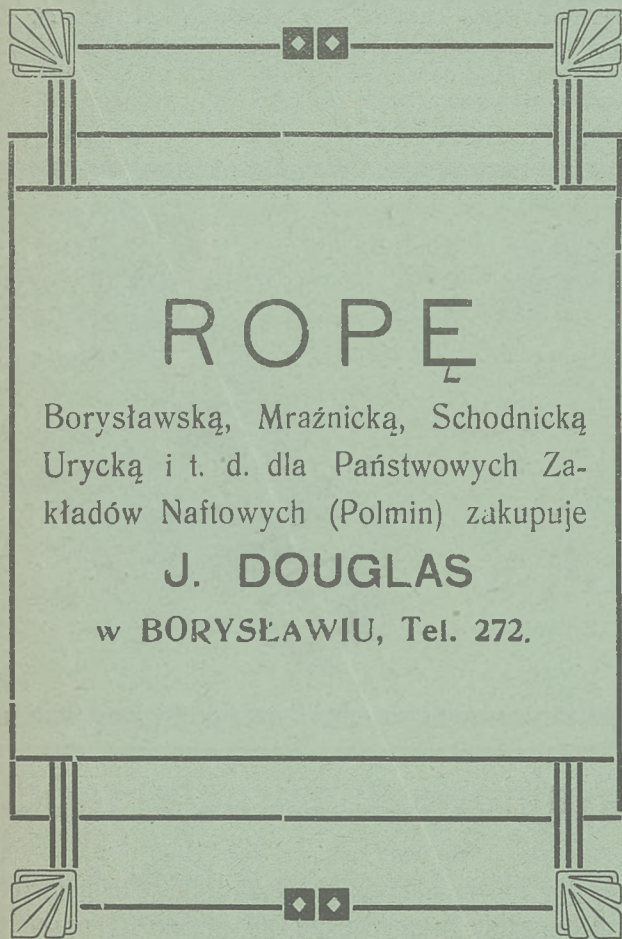 ROPĘ
Borysławską, Mraźnicką, Schodnicką
Urycką i t. d. dla Państwowych Za-
kładów Naftowych (Polmin) zakupuje
J. DOUGLAS
w BORYSŁAWIU, Tel. 272.